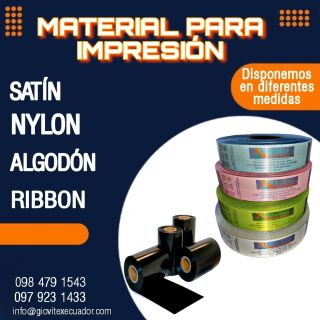 MATERIAL PARA
IMPRESIÓN
Disponemos
en diferentes
medidas
SATÍN
NYLON
ALGODÓN
RIBBON
098 479 1543
097 923 1433
info@giovitexecuador.com